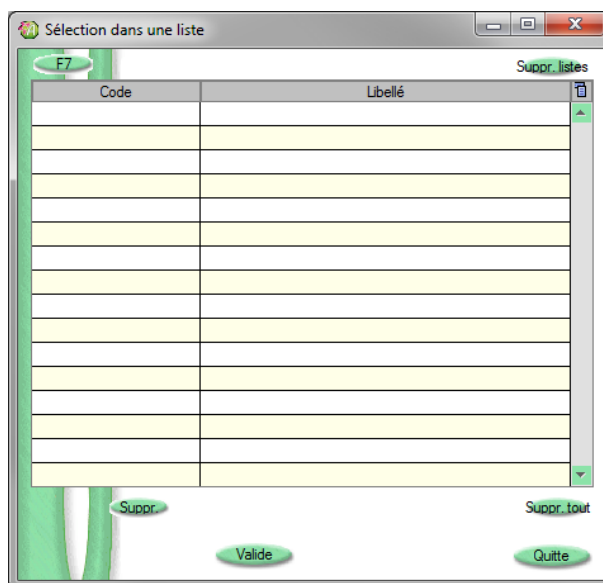 Sélection dans une liste
F7
Suppr. listes
Code Libellé
Suppr. Suppr. tout
Valide Quitte